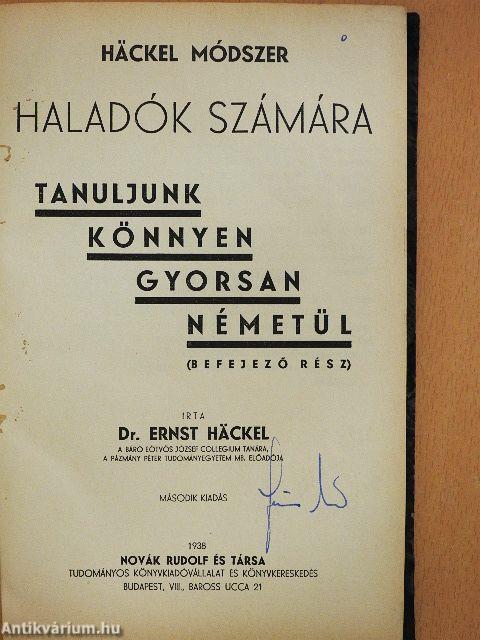 HÄCKEL MÓDSZER
HALADÓK SZÁMÁRA
TANULJUNK
KÖNNYEN
GYORSAN
NÉMETÜL
(BEFEJEZŐ RÉSZ)
IRTA
Dr. ERNST HÄCKEL
A BÁRÓ EÖTVÖS JÓZSEF COLLEGIUM TANÁRA,
A PÁZMÁNY PÉTER TUDOMÁNYEGYETEM MB. ELŐADÓJA
MÁSODIK KIADÁS
1938
NOVÁK RUDOLF ÉS TÁRSA
TUDOMÁNYOS KÖNYVKIADÓVÁLLALAT ÉS KÖNYVKERESKEDÉS
BUDAPEST, VIII., BAROSS UCCA 21
Antikvárium.hu